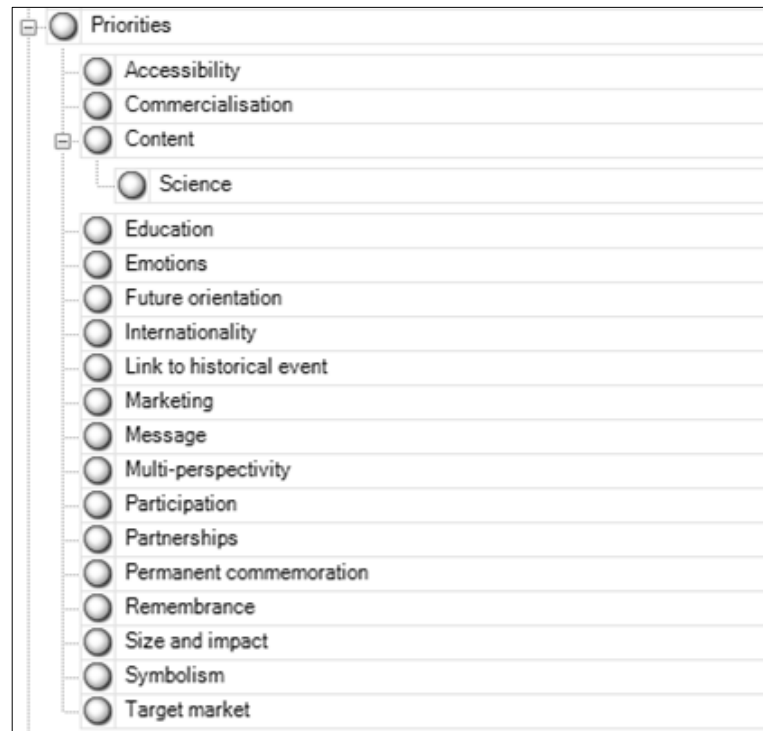 Priorities
Accessibility
Commercialisation
Content
Science
Education
Emotions
Future orientation
Internationality
Link to historical event
Marketing
Message
Multi-perspectivity
Participation
Partnerships
Permanent commemoration
Remembrance
Size and impact
Symbolism
Target market